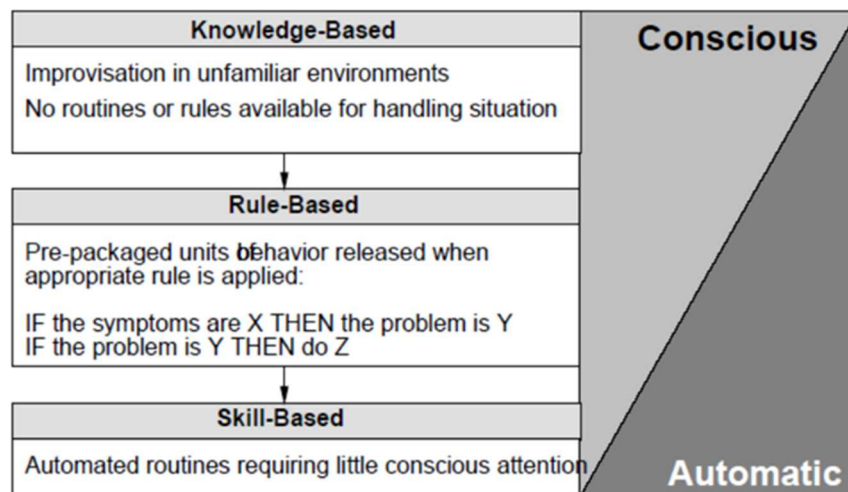 Knowledge-Based
Conscious
Improvisation in unfamiliar environments
No routines or rules available for handling situation
Rule-Based
Pre-packaged units of behavior released when
appropriate rule is applied:
IF the symptoms are X THEN the problem is Y
IF the problem is Y THEN do Z
Skill-Based
Automated routines requiring little conscious attention
Automatic